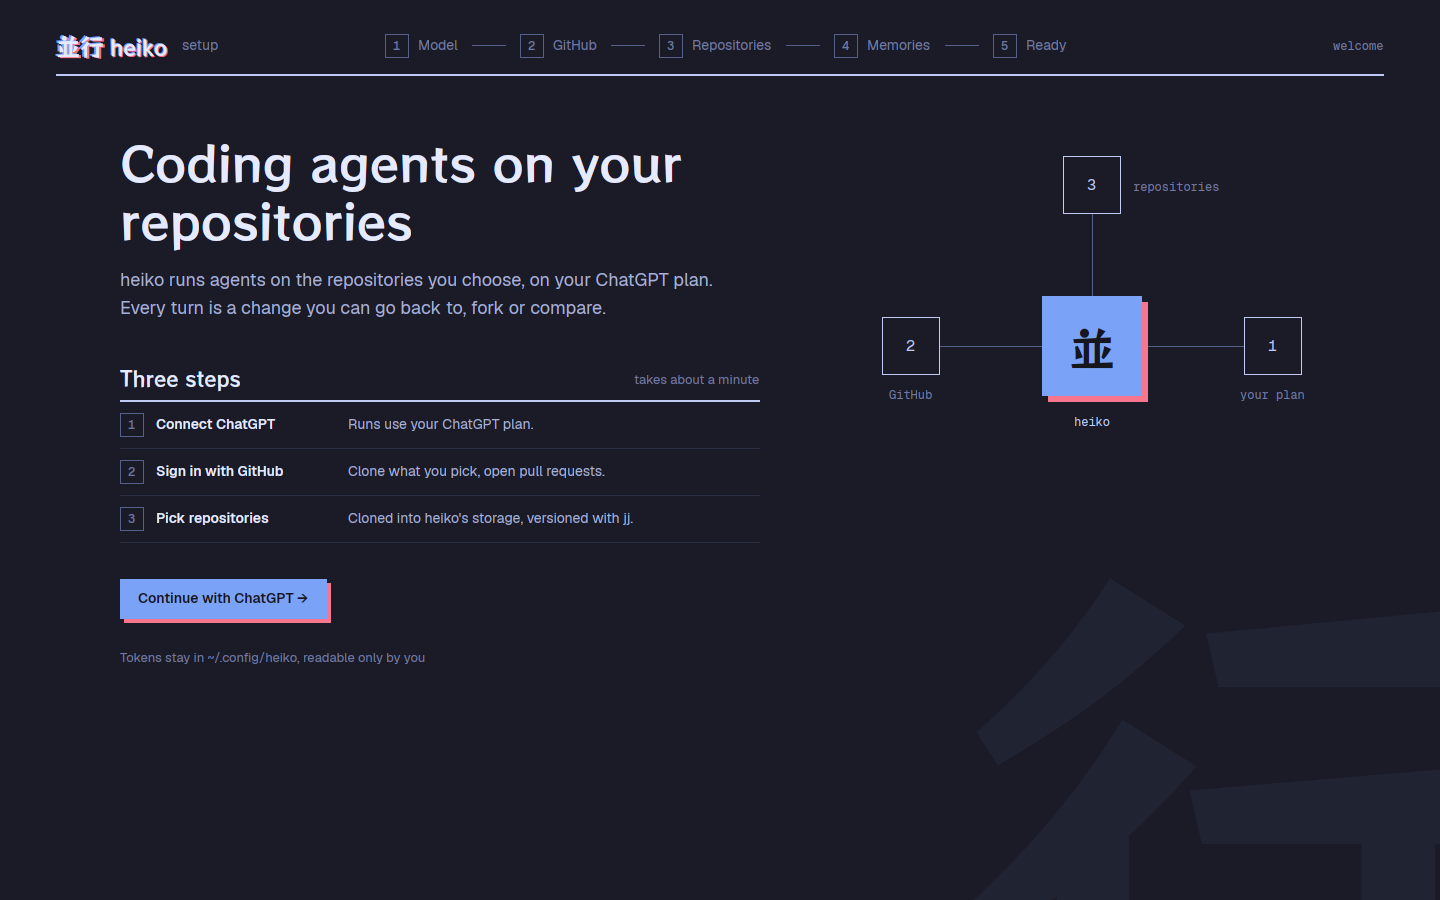 並行 heiko setup
1 Model 2 GitHub 3 Repositories 4 Memories 5 Ready
welcome
Coding agents on your
repositories
heiko runs agents on the repositories you choose, on your ChatGPT plan.
Every turn is a change you can go back to, fork or compare.
Three steps
takes about a minute
1 Connect ChatGPT Runs use your ChatGPT plan.
2 Sign in with GitHub Clone what you pick, open pull requests.
3 Pick repositories Cloned into heiko's storage, versioned with jj.
Continue with ChatGPT →
Tokens stay in ~/.config/heiko, readable only by you
3 repositories
2
GitHub
並
heiko
1
your plan
行